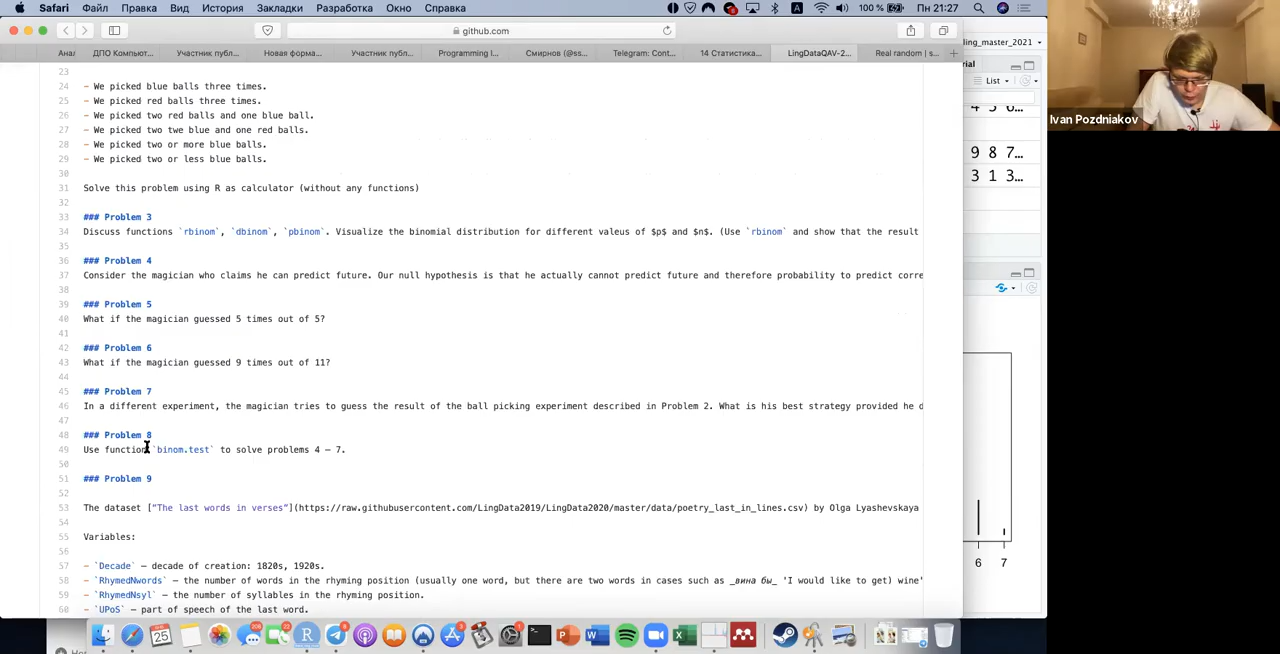 Safari Файл Правка Вид История Закладки Разработка Окно Справка 100 % Пн 21:27
github.com
Анал ДПО Компьют... Участник публ... Новая форма... Участник публ... Programming I... Смирнов (@ss... Telegram: Cont... 14 Статистика... LingDataQAV-2... Real random | s...
ling_master_2021
List
4 5 6...
9 8 7...
3 1 3...
6 7
Ivan Pozdniakov
23
24 - We picked blue balls three times.
25 - We picked red balls three times.
26 - We picked two red balls and one blue ball.
27 - We picked two twe blue and one red balls.
28 - We picked two or more blue balls.
29 - We picked two or less blue balls.
30
31 Solve this problem using R as calculator (without any functions)
32
33 ### Problem 3
34 Discuss functions `rbinom`, `dbinom`, `pbinom`. Visualize the binomial distribution for different valeus of $p$ and $n$. (Use `rbinom` and show that the result
35
36 ### Problem 4
37 Consider the magician who claims he can predict future. Our null hypothesis is that he actually cannot predict future and therefore probability to predict corre
38
39 ### Problem 5
40 What if the magician guessed 5 times out of 5?
41
42 ### Problem 6
43 What if the magician guessed 9 times out of 11?
44
45 ### Problem 7
46 In a different experiment, the magician tries to guess the result of the ball picking experiment described in Problem 2. What is his best strategy provided he d
47
48 ### Problem 8
49 Use function `binom.test` to solve problems 4 – 7.
50
51 ### Problem 9
52
53 The dataset ["The last words in verses"](https://raw.githubusercontent.com/LingData2019/LingData2020/master/data/poetry_last_in_lines.csv) by Olga Lyashevskaya
54
55 Variables:
56
57 - `Decade` – decade of creation: 1820s, 1920s.
58 - `RhymedNwords` – the number of words in the rhyming position (usually one word, but there are two words in cases such as _вина бы_ 'I would like to get) wine'
59 - `RhymedNsyl` – the number of syllables in the rhyming position.
60 - `UPoS` – part of speech of the last word.